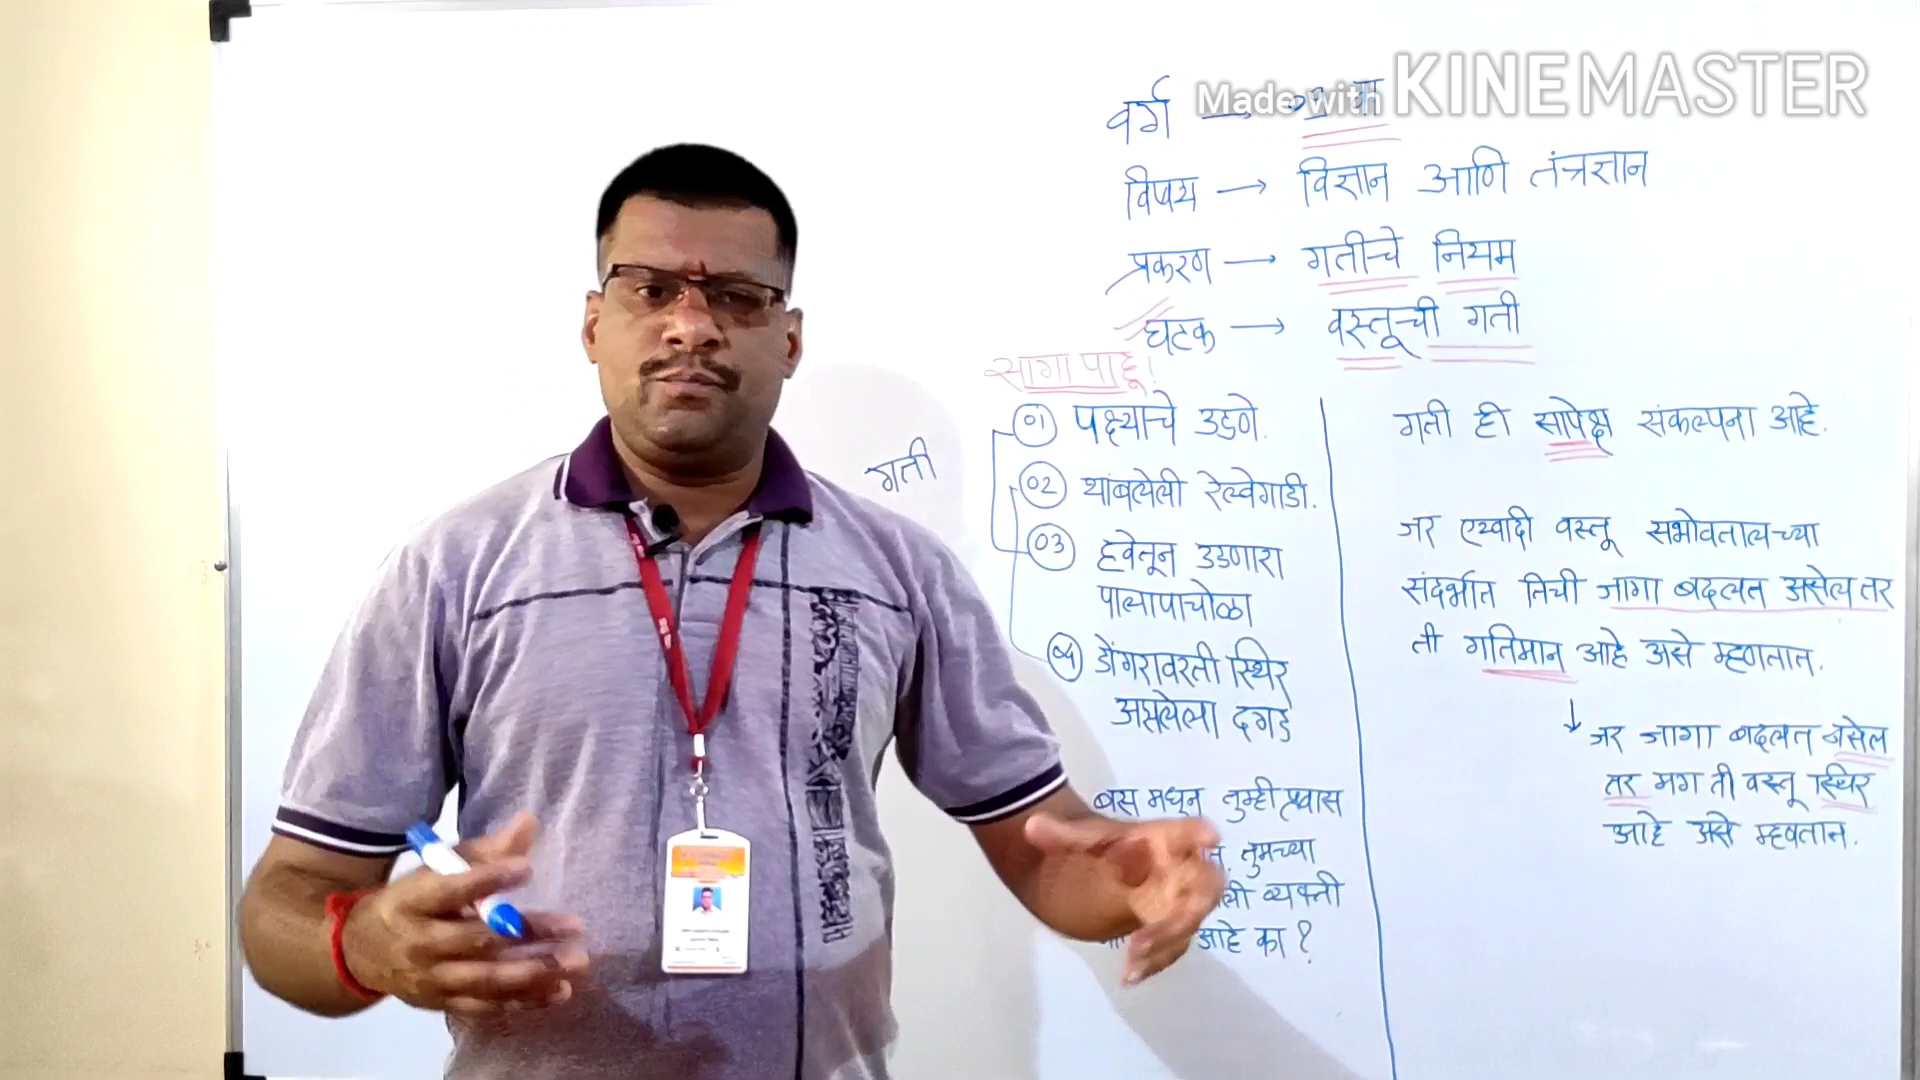 Made with KINEMASTER
वर्ग →
विषय → विज्ञान आणि तंत्रज्ञान
प्रकरण → गतीचे नियम
घटक → वस्तूची गती
सांगा पाहू!
01 पक्ष्याचे उडणे.
02 थांबलेली रेल्वेगाडी.
03 हवेतून उडणारा
पालापाचोळा
04 डोंगरावरती स्थिर
असलेला दगड
बस मधून तुम्ही प्रवास
तुमच्या
व्यक्ती
आहे का?
गती
गती ही सापेक्ष संकल्पना आहे.
जर एखादी वस्तू सभोवतालच्या
संदर्भात तिची जागा बदलत असेल तर
ती गतिमान आहे असे म्हणतात.
↓ जर जागा बदलत नसेल
तर मग ती वस्तू स्थिर
आहे असे म्हणतात.